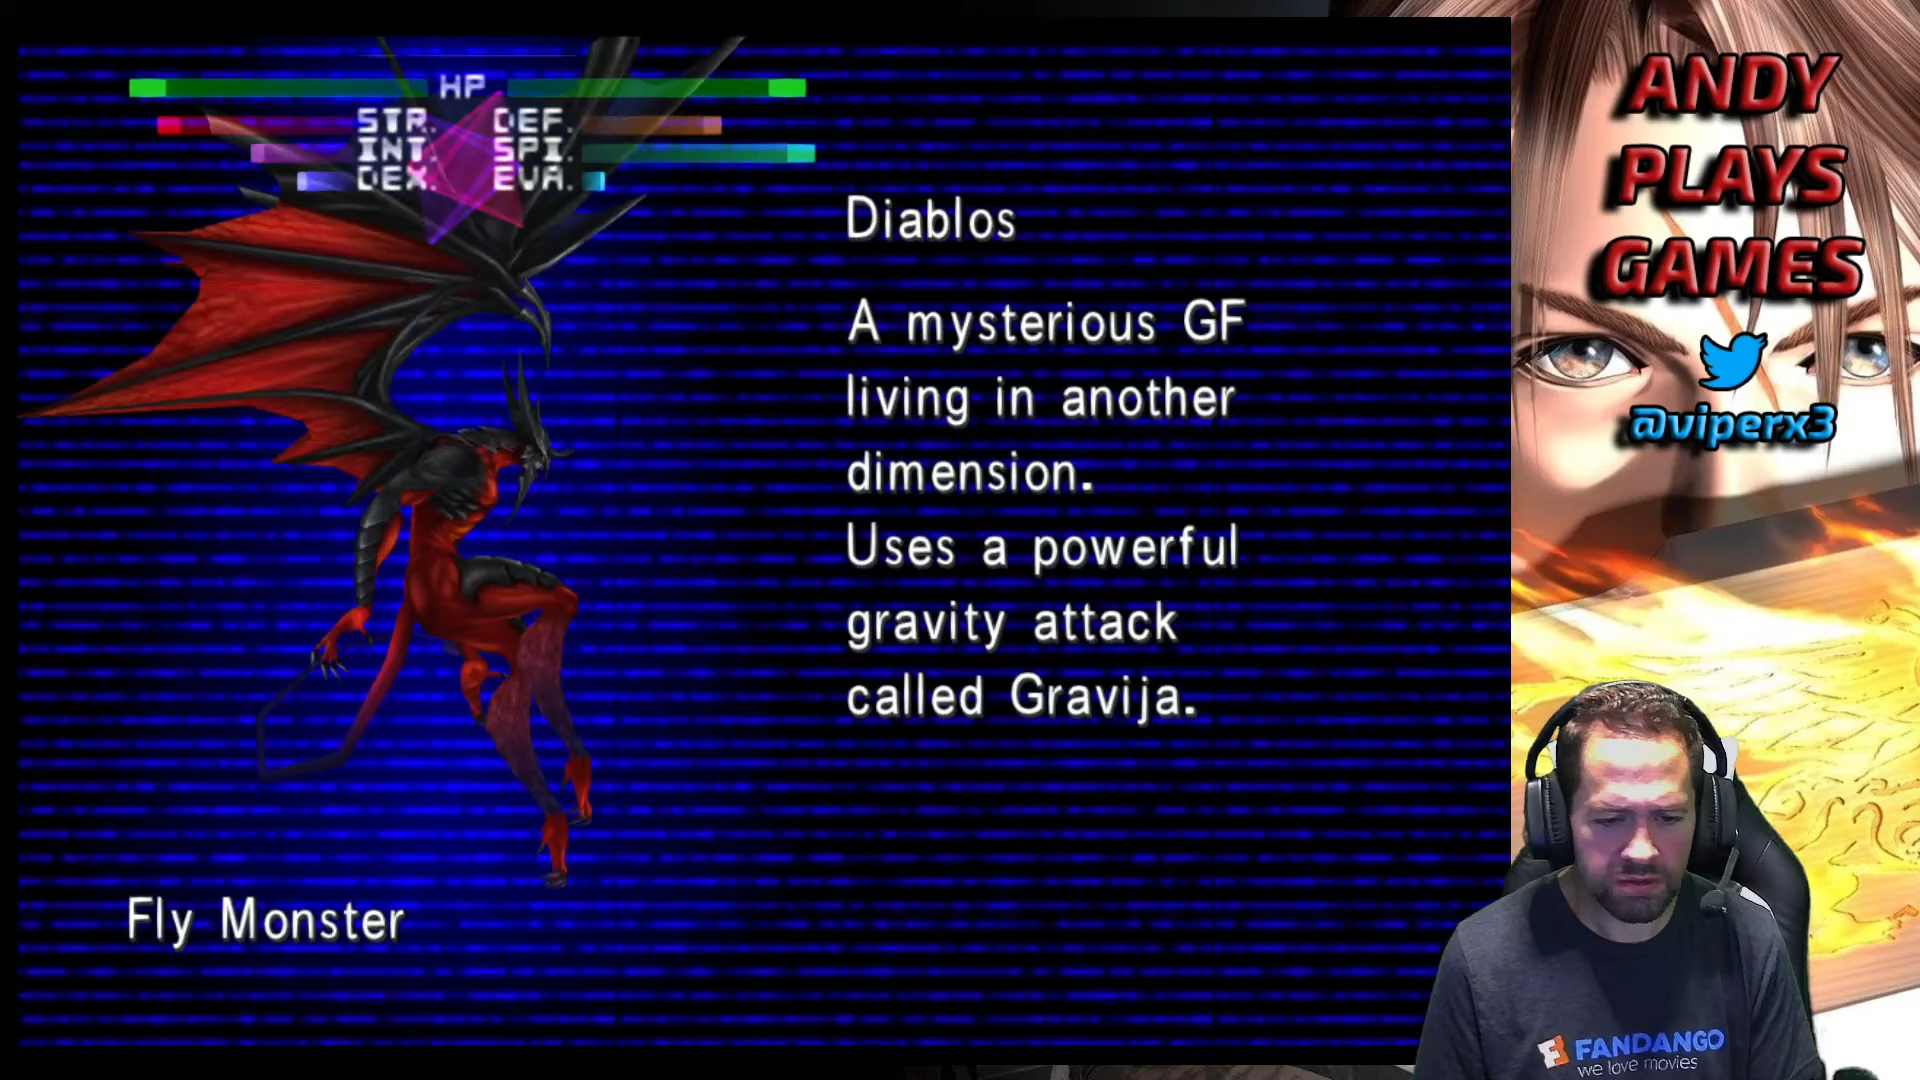 HP
STR. DEF.
INT. SPI.
DEX. EVA.
Diablos
A mysterious GF
living in another
dimension.
Uses a powerful
gravity attack
called Gravija.
Fly Monster
ANDY
PLAYS
GAMES
@viperx3
FANDANGO
we love movies